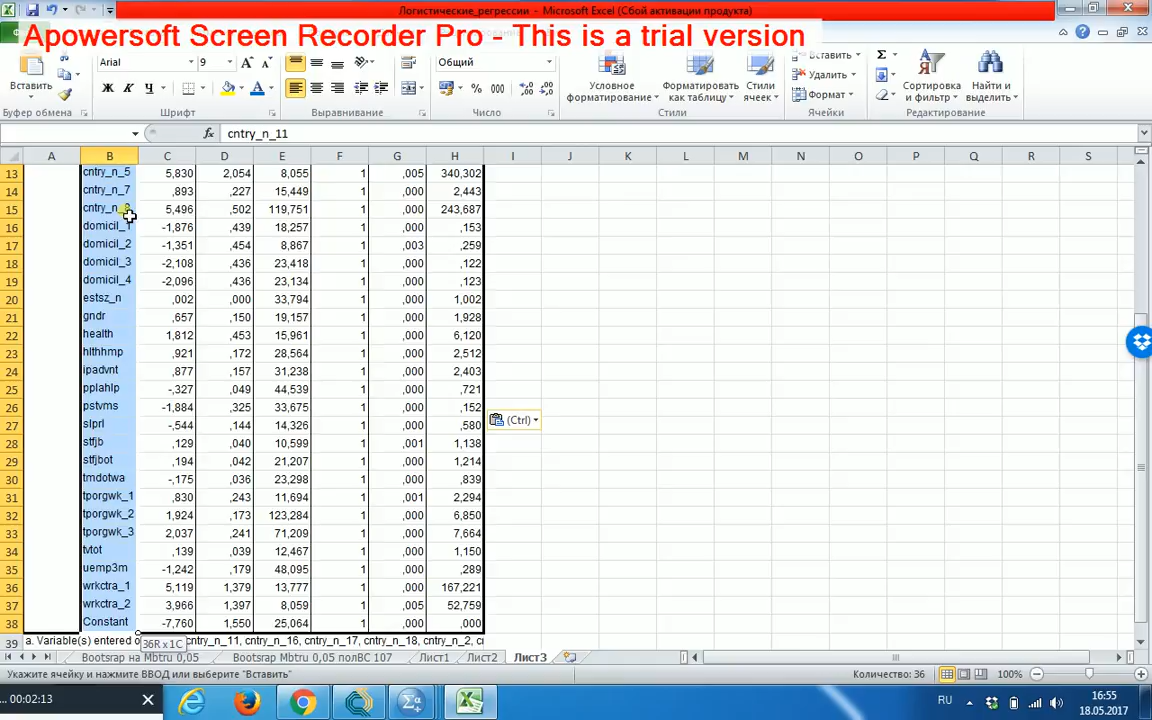 Логистические_регрессии - Microsoft Excel (Сбой активации продукта)
Apowersoft Screen Recorder Pro - This is a trial version
Вставить
Arial 9
Ж К Ч
Общий
% 000
Условное форматирование
Форматировать как таблицу
Стили ячеек
Вставить
Удалить
Формат
Сортировка и фильтр
Найти и выделить
Буфер обмена Шрифт Выравнивание Число Стили Ячейки Редактирование
fx cntry_n_11
A B C D E F G H I J K L M N O P Q R S
13 cntry_n_5 5,830 2,054 8,055 1 ,005 340,302
14 cntry_n_7 ,893 ,227 15,449 1 ,000 2,443
15 5,496 ,502 119,751 1 ,000 243,687
16 domicil_1 -1,876 ,439 18,257 1 ,000 ,153
17 domicil_2 -1,351 ,454 8,867 1 ,003 ,259
18 domicil_3 -2,108 ,436 23,418 1 ,000 ,122
19 domicil_4 -2,096 ,436 23,134 1 ,000 ,123
20 estsz_n ,002 ,000 33,794 1 ,000 1,002
21 gndr ,657 ,150 19,157 1 ,000 1,928
22 health 1,812 ,453 15,961 1 ,000 6,120
23 hlthhmp ,921 ,172 28,564 1 ,000 2,512
24 ipadvnt ,877 ,157 31,238 1 ,000 2,403
25 pplahlp -,327 ,049 44,539 1 ,000 ,721
26 pstvms -1,884 ,325 33,675 1 ,000 ,152
27 slprl -,544 ,144 14,326 1 ,000 ,580
28 stfjb ,129 ,040 10,599 1 ,001 1,138
29 stfjbot ,194 ,042 21,207 1 ,000 1,214
30 tmdotwa -,175 ,036 23,298 1 ,000 ,839
31 tporgwk_1 ,830 ,243 11,694 1 ,001 2,294
32 tporgwk_2 1,924 ,173 123,284 1 ,000 6,850
33 tporgwk_3 2,037 ,241 71,209 1 ,000 7,664
34 tvtot ,139 ,039 12,467 1 ,000 1,150
35 uemp3m -1,242 ,179 48,095 1 ,000 ,289
36 wrkctra_1 5,119 1,379 13,777 1 ,000 167,221
37 wrkctra_2 3,966 1,397 8,059 1 ,005 52,759
38 Constant -7,760 1,550 25,064 1 ,000 ,000
(Ctrl)
39 a. Variable(s) entered o cntry_n_11, cntry_n_16, cntry_n_17, cntry_n_18, cntry_n_2, c
36R x 1C
Bootsrap на Mbtru 0,05 Bootsrap Mbtru 0,05 полВС 107 Лист1 Лист2 Лист3
Укажите ячейку и нажмите ВВОД или выберите "Вставить" Количество: 36 100%
... 00:02:13
RU
16:55
18.05.2017